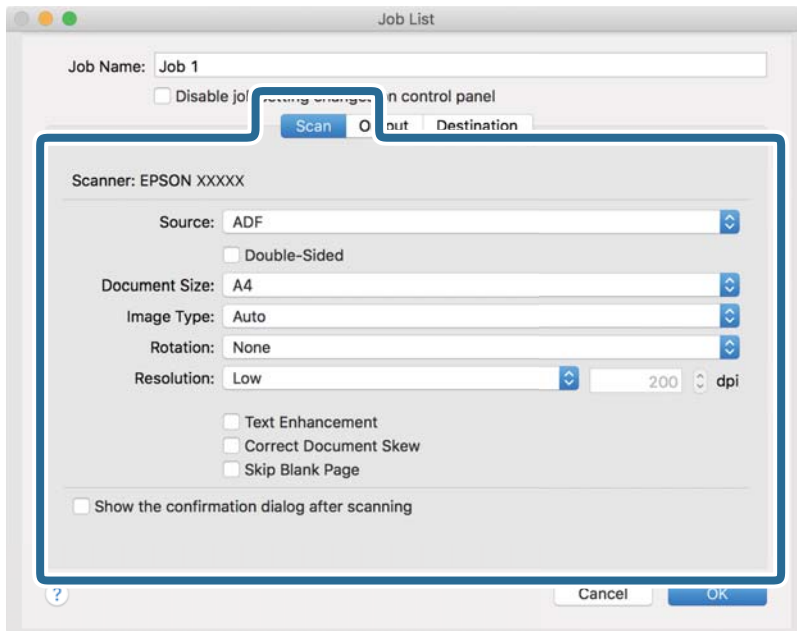 Job List
Job Name: Job 1
Disable jo on control panel
Scan Destination
Scanner: EPSON XXXXX
Source: ADF
Double-Sided
Document Size: A4
Image Type: Auto
Rotation: None
Resolution: Low 200 dpi
Text Enhancement
Correct Document Skew
Skip Blank Page
Show the confirmation dialog after scanning
? Cancel OK